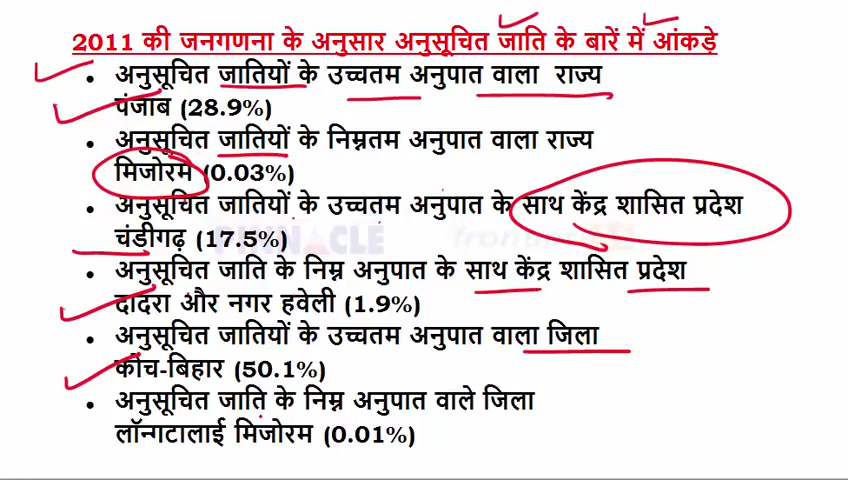 2011 की जनगणना के अनुसार अनुसूचित जाति के बारें में आंकड़े
• अनुसूचित जातियों के उच्चतम अनुपात वाला राज्य
पंजाब (28.9%)
• अनुसूचित जातियों के निम्नतम अनुपात वाला राज्य
मिजोरम (0.03%)
• अनुसूचित जातियों के उच्चतम अनुपात के साथ केंद्र शासित प्रदेश
चंडीगढ़ (17.5%)
PINNACLE
• अनुसूचित जाति के निम्न अनुपात के साथ केंद्र शासित प्रदेश
दादरा और नगर हवेली (1.9%)
• अनुसूचित जातियों के उच्चतम अनुपात वाला जिला
कोच-बिहार (50.1%)
• अनुसूचित जाति के निम्न अनुपात वाले जिला
लॉन्गटालाई मिजोरम (0.01%)